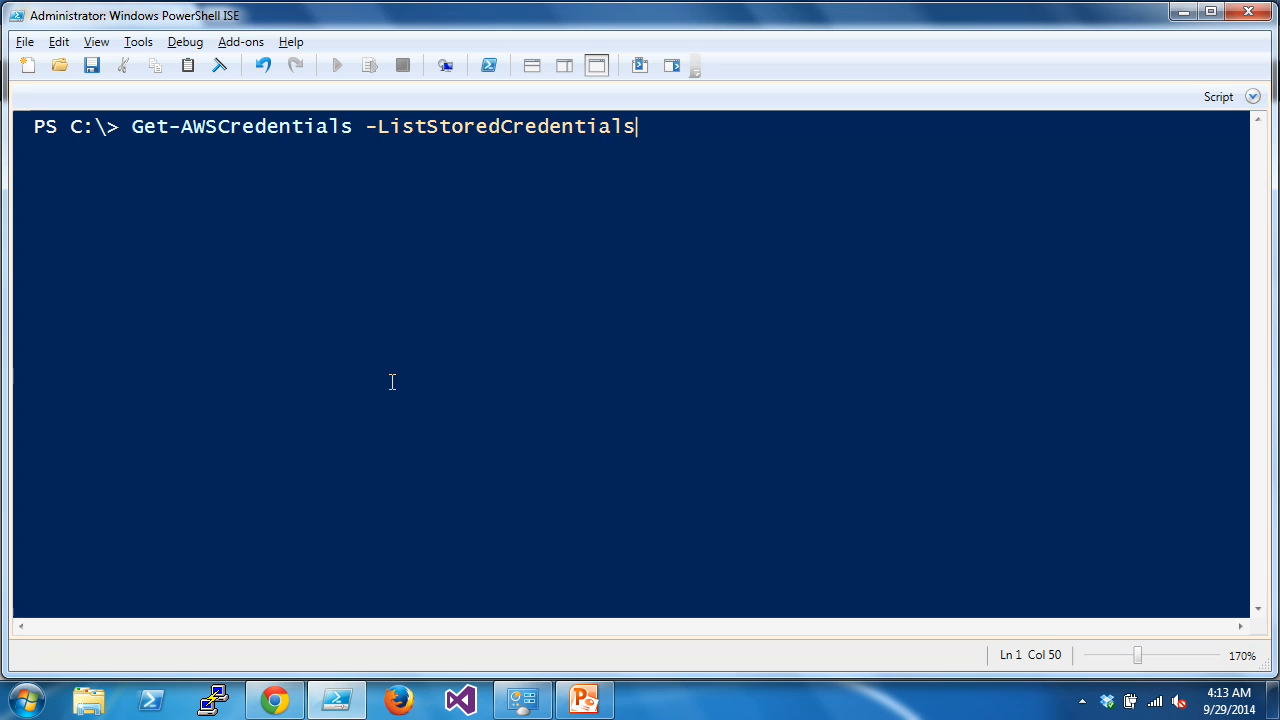 Administrator: Windows PowerShell ISE
File Edit View Tools Debug Add-ons Help
Script
PS C:\> Get-AWSCredentials -ListStoredCredentials
Ln 1 Col 50
170%
4:13 AM
9/29/2014